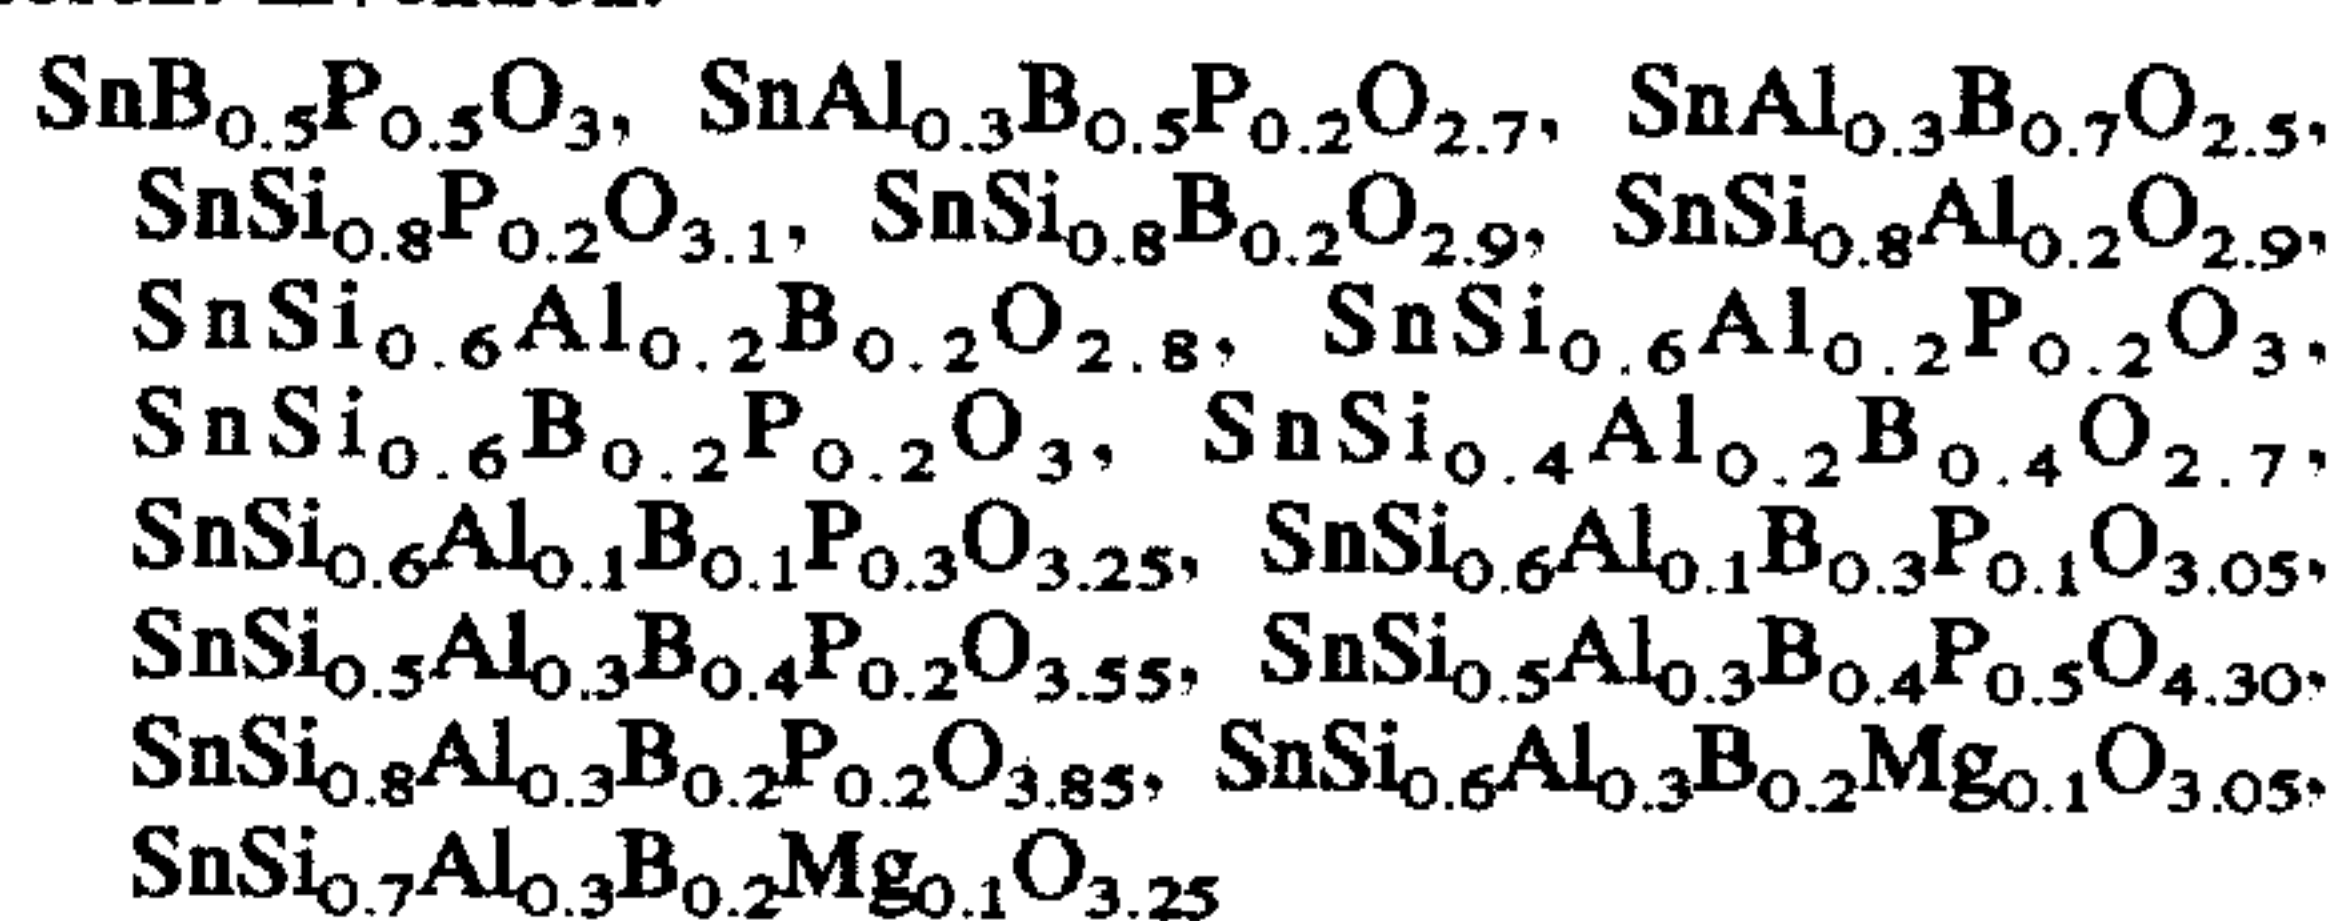 SnB0.5P0.5O3, SnAl0.3B0.5P0.2O2.7, SnAl0.3B0.7O2.5,
SnSi0.8P0.2O3.1, SnSi0.8B0.2O2.9, SnSi0.8Al0.2O2.9,
SnSi0.6Al0.2B0.2O2.8, SnSi0.6Al0.2P0.2O3,
SnSi0.6B0.2P0.2O3, SnSi0.4Al0.2B0.4O2.7,
SnSi0.6Al0.1B0.1P0.3O3.25, SnSi0.6Al0.1B0.3P0.1O3.05,
SnSi0.5Al0.3B0.4P0.2O3.55, SnSi0.5Al0.3B0.4P0.5O4.30,
SnSi0.8Al0.3B0.2P0.2O3.85, SnSi0.6Al0.3B0.2Mg0.1O3.05,
SnSi0.7Al0.3B0.2Mg0.1O3.25